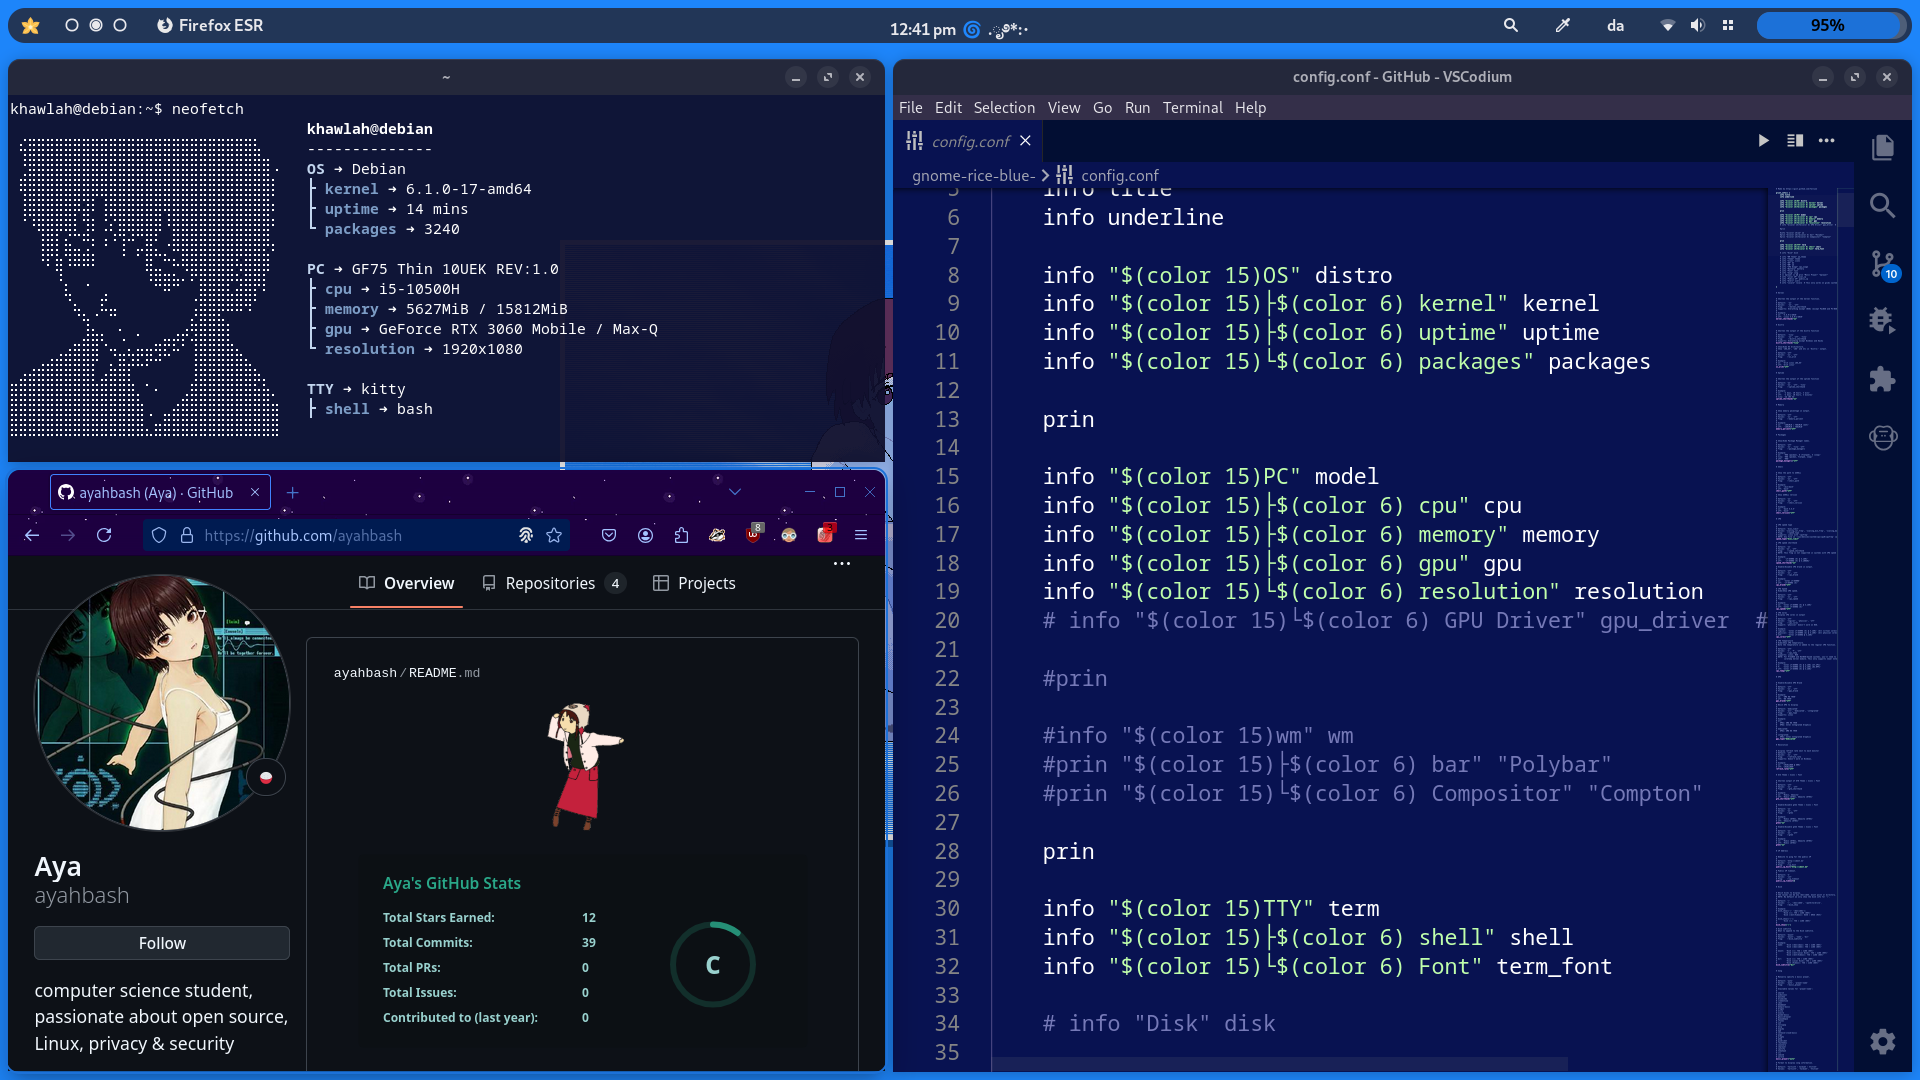 Firefox ESR
12:41 pm
da
95%
~
khawlah@debian:~$ neofetch
khawlah@debian
--------------
OS ➜ Debian
├ kernel ➜ 6.1.0-17-amd64
├ uptime ➜ 14 mins
└ packages ➜ 3240
PC ➜ GF75 Thin 10UEK REV:1.0
├ cpu ➜ i5-10500H
├ memory ➜ 5627MiB / 15812MiB
├ gpu ➜ GeForce RTX 3060 Mobile / Max-Q
└ resolution ➜ 1920x1080
TTY ➜ kitty
├ shell ➜ bash
ayahbash (Aya) · GitHub
https://github.com/ayahbash
8
3
Overview
Repositories 4
Projects
ayahbash/README.md
Aya
ayahbash
Follow
computer science student,
passionate about open source,
Linux, privacy & security
Aya's GitHub Stats
Total Stars Earned: 12
Total Commits: 39
Total PRs: 0
Total Issues: 0
Contributed to (last year): 0
C
config.conf - GitHub - VSCodium
File Edit Selection View Go Run Terminal Help
config.conf
gnome-rice-blue- > config.conf
10
5 info title
6 info underline
7
8 info "$(color 15)OS" distro
9 info "$(color 15)├$(color 6) kernel" kernel
10 info "$(color 15)├$(color 6) uptime" uptime
11 info "$(color 15)└$(color 6) packages" packages
12
13 prin
14
15 info "$(color 15)PC" model
16 info "$(color 15)├$(color 6) cpu" cpu
17 info "$(color 15)├$(color 6) memory" memory
18 info "$(color 15)├$(color 6) gpu" gpu
19 info "$(color 15)└$(color 6) resolution" resolution
20 # info "$(color 15)└$(color 6) GPU Driver" gpu_driver #
21
22 #prin
23
24 #info "$(color 15)wm" wm
25 #prin "$(color 15)├$(color 6) bar" "Polybar"
26 #prin "$(color 15)└$(color 6) Compositor" "Compton"
27
28 prin
29
30 info "$(color 15)TTY" term
31 info "$(color 15)├$(color 6) shell" shell
32 info "$(color 15)└$(color 6) Font" term_font
33
34 # info "Disk" disk
35